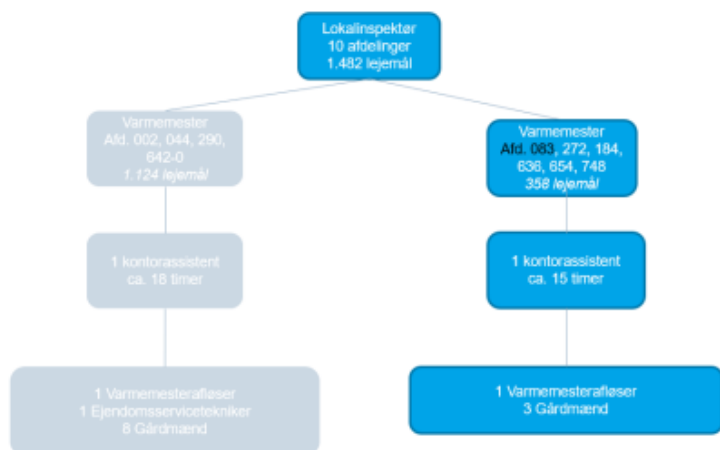 Lokalinspektør
10 afdelinger
1.482 lejemål
Varmemester
Afd. 002, 044, 290,
642-0
1.124 lejemål
Varmemester
Afd. 083, 272, 184,
636, 654, 748
358 lejemål
1 kontorassistent
ca. 18 timer
1 kontorassistent
ca. 15 timer
1 Varmemesterafløser
1 Ejendomsservicetekniker
8 Gårdmænd
1 Varmemesterafløser
3 Gårdmænd